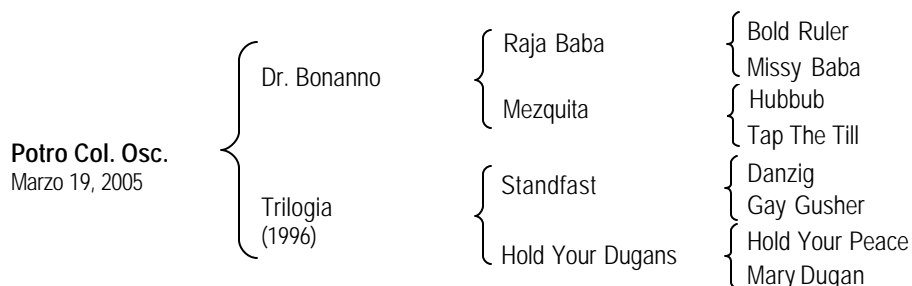 Potro Col. Osc.
Marzo 19, 2005
Dr. Bonanno
Trilogia
(1996)
Raja Baba
Mezquita
Standfast
Hold Your Dugans
Bold Ruler
Missy Baba
Hubbub
Tap The Till
Danzig
Gay Gusher
Hold Your Peace
Mary Dugan